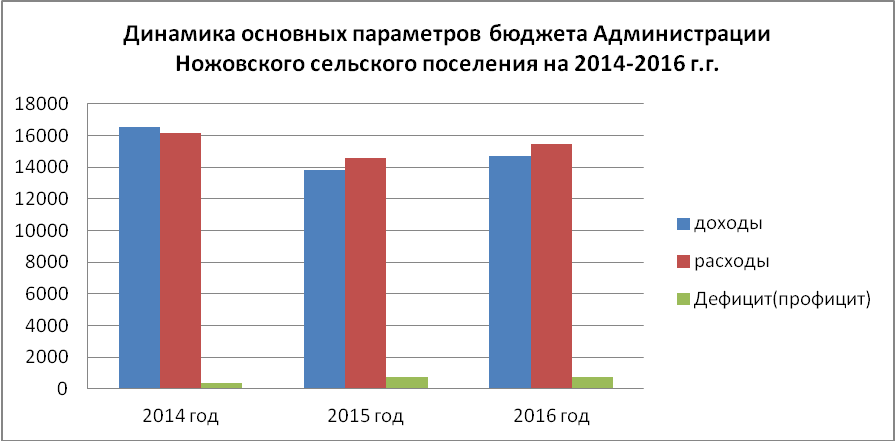 Динамика основных параметров бюджета Администрации
Ножовского сельского поселения на 2014-2016 г.г.
18000
16000
14000
12000
10000
8000
6000
4000
2000
0
2014 год
2015 год
2016 год
доходы
расходы
Дефицит(профицит)